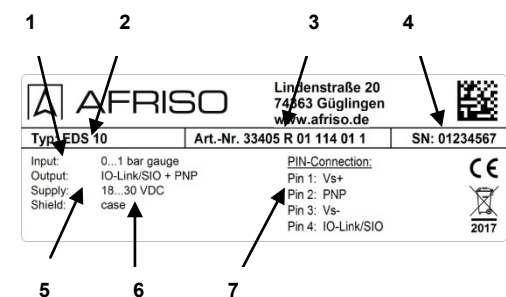 1 2 3 4
AFRISO
Lindenstraße 20
74363 Güglingen
www.afriso.de
Typ: EDS 10 Art.-Nr. 33405 R 01 114 01 1 SN: 01234567
Input: 0...1 bar gauge
Output: IO-Link/SIO + PNP
Supply: 18...30 VDC
Shield: case
PIN-Connection:
Pin 1: Vs+
Pin 2: PNP
Pin 3: Vs-
Pin 4: IO-Link/SIO
CE
2017
5 6 7